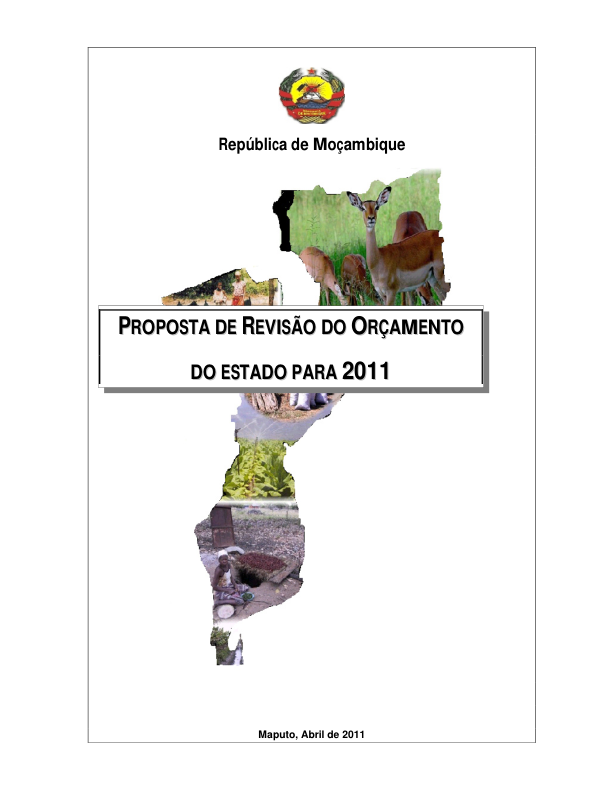 República de Moçambique
PROPOSTA DE REVISÃO DO ORÇAMENTO
DO ESTADO PARA 2011
Maputo, Abril de 2011